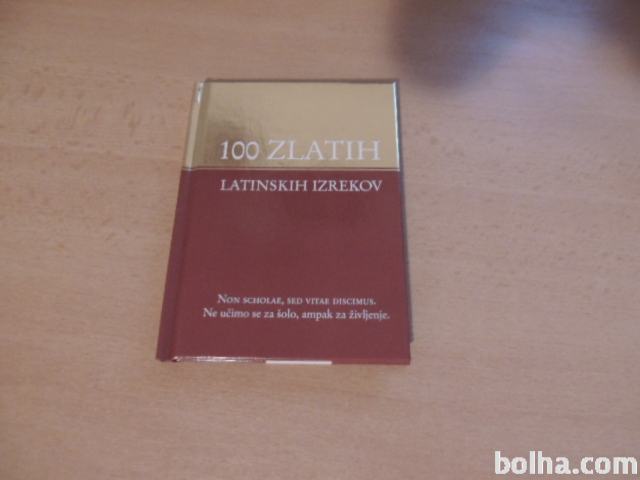 100 ZLATIH
LATINSKIH IZREKOV
NON SCHOLAE, SED VITAE DISCIMUS.
Ne učimo se za šolo, ampak za življenje.
bolha.com